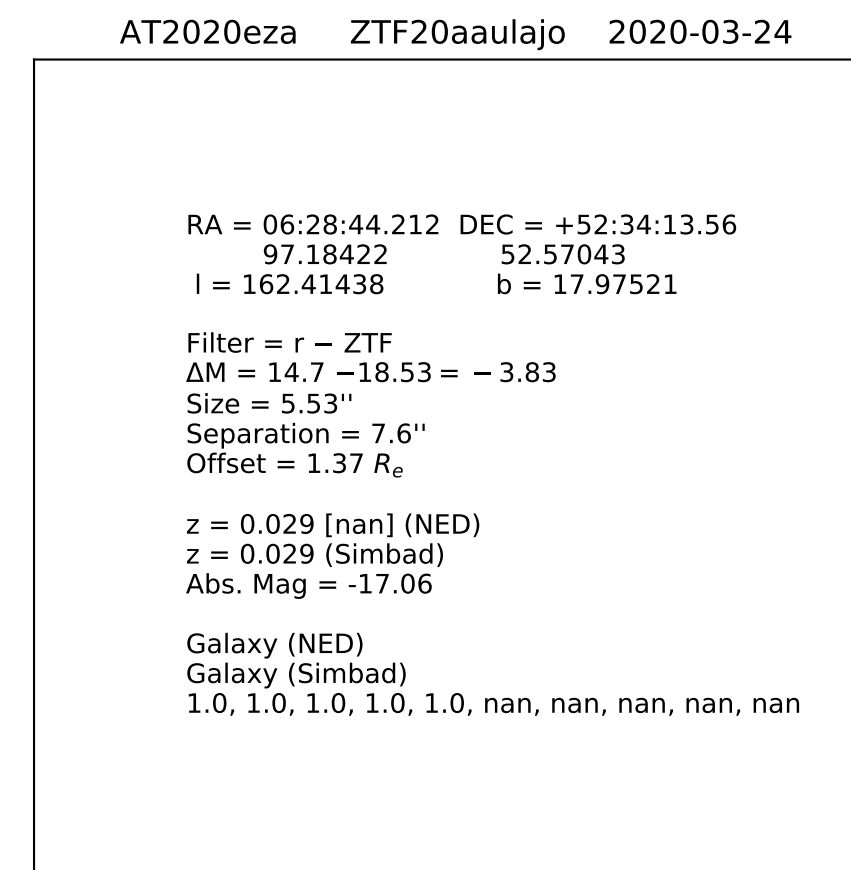 AT2020eza ZTF20aaulajo 2020-03-24
RA = 06:28:44.212 DEC = +52:34:13.56
97.18422 52.57043
l = 162.41438 b = 17.97521
Filter = r − ZTF
ΔM = 14.7 −18.53 = − 3.83
Size = 5.53''
Separation = 7.6''
Offset = 1.37 Re
z = 0.029 [nan] (NED)
z = 0.029 (Simbad)
Abs. Mag = -17.06
Galaxy (NED)
Galaxy (Simbad)
1.0, 1.0, 1.0, 1.0, 1.0, nan, nan, nan, nan, nan